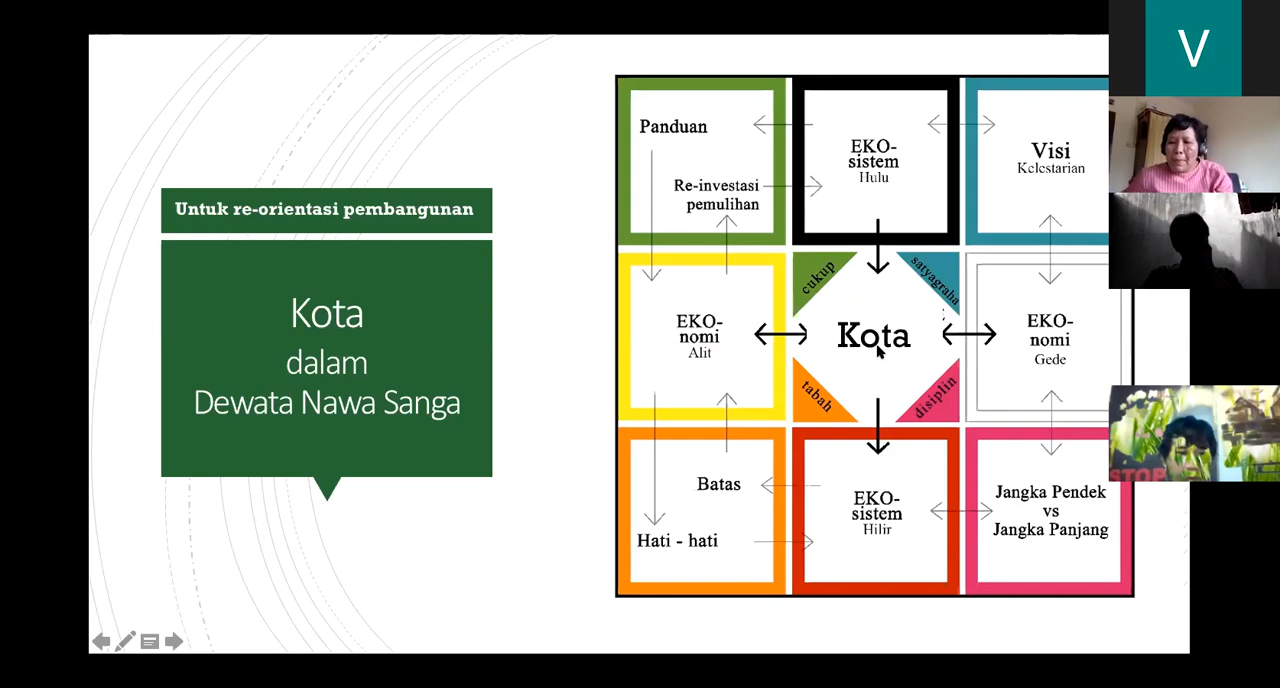 V
Untuk re-orientasi pembangunan
Kota
dalam
Dewata Nawa Sanga
Panduan
Re-investasi
pemulihan
EKO-
sistem
Hulu
Visi
Kelestarian
cukup
satyagraha
EKO-
nomi
Alit
Kota
EKO-
nomi
Gede
tabah
disiplin
Batas
Hati - hati
EKO-
sistem
Hilir
Jangka Pendek
vs
Jangka Panjang
STOP